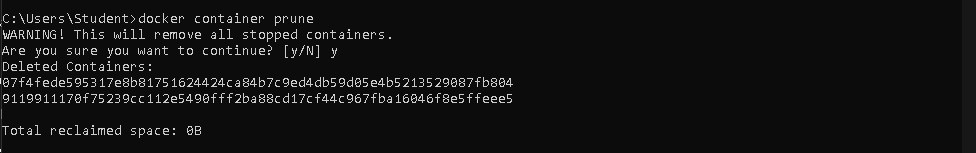 C:\Users\Student>docker container prune
WARNING! This will remove all stopped containers.
Are you sure you want to continue? [y/N] y
Deleted Containers:
07f4fede595317e8b81751624424ca84b7c9ed4db59d05e4b5213529087fb804
9119911170f75239cc112e5490fff2ba88cd17cf44c967fba16046f8e5ffeee5
Total reclaimed space: 0B